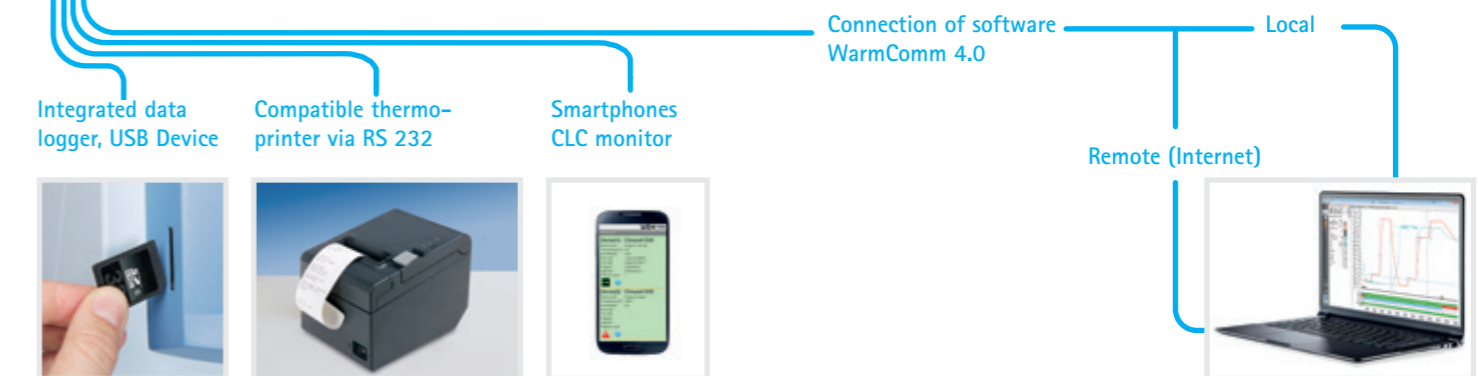 Connection of software
WarmComm 4.0
Local
Integrated data
logger, USB Device
Compatible thermo-
printer via RS 232
Smartphones
CLC monitor
Remote (Internet)